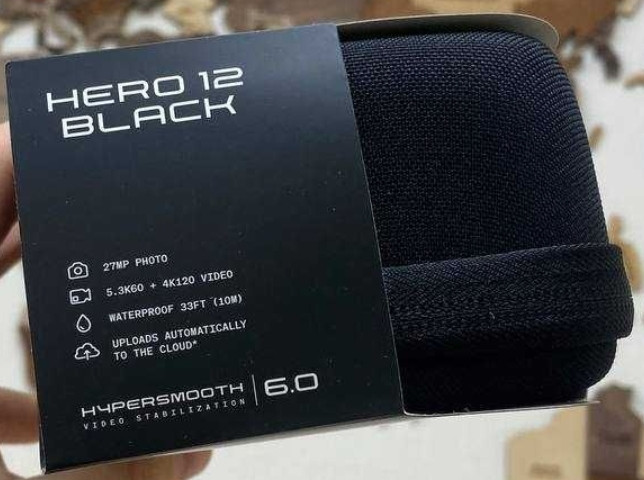 HERO 12
BLACK
27MP PHOTO
5.3K60 + 4K120 VIDEO
WATERPROOF 33FT (10M)
UPLOADS AUTOMATICALLY
TO THE CLOUD*
HYPERSMOOTH | 6.0
VIDEO STABILIZATION